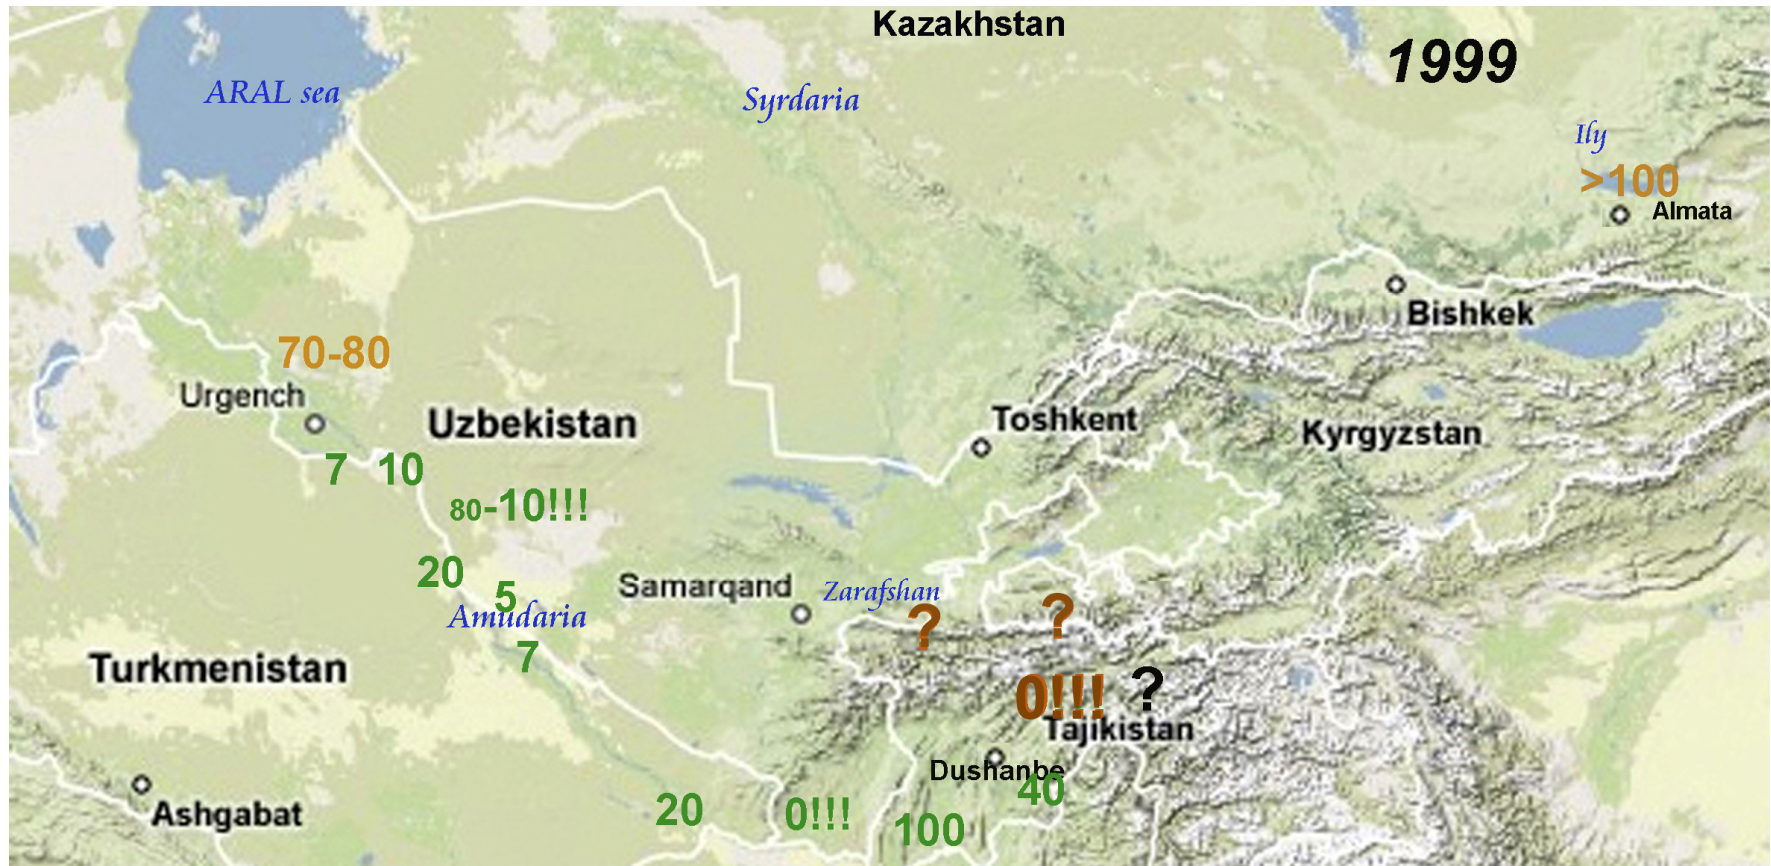 Kazakhstan
1999
ARAL sea
Syrdaria
Ily
>100
Almata
Bishkek
70-80
Urgench
Uzbekistan
Toshkent
Kyrgyzstan
7
10
80-10!!!
20
5
Samarqand
Zarafshan
Amudaria
?
?
7
Turkmenistan
0!!!
?
Tajikistan
Dushanbe
40
Ashgabat
20
0!!!
100